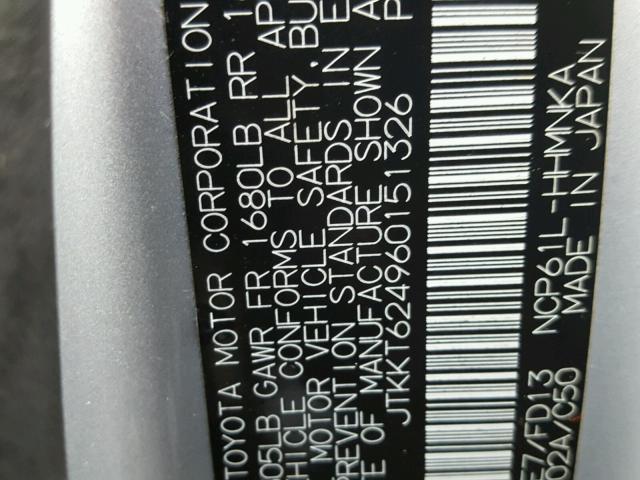 TOYOTA MOTOR CORPORATION
05LB GAWR FR 1680LB RR
HICLE CONFORMS TO ALL AP
MOTOR VEHICLE SAFETY, BU
PREVENTION STANDARDS IN E
E OF MANUFACTURE SHOWN A
JTKKT624960151326 P
E7/FD13 NCP61L-HHMNKA
02A/C50 MADE IN JAPAN